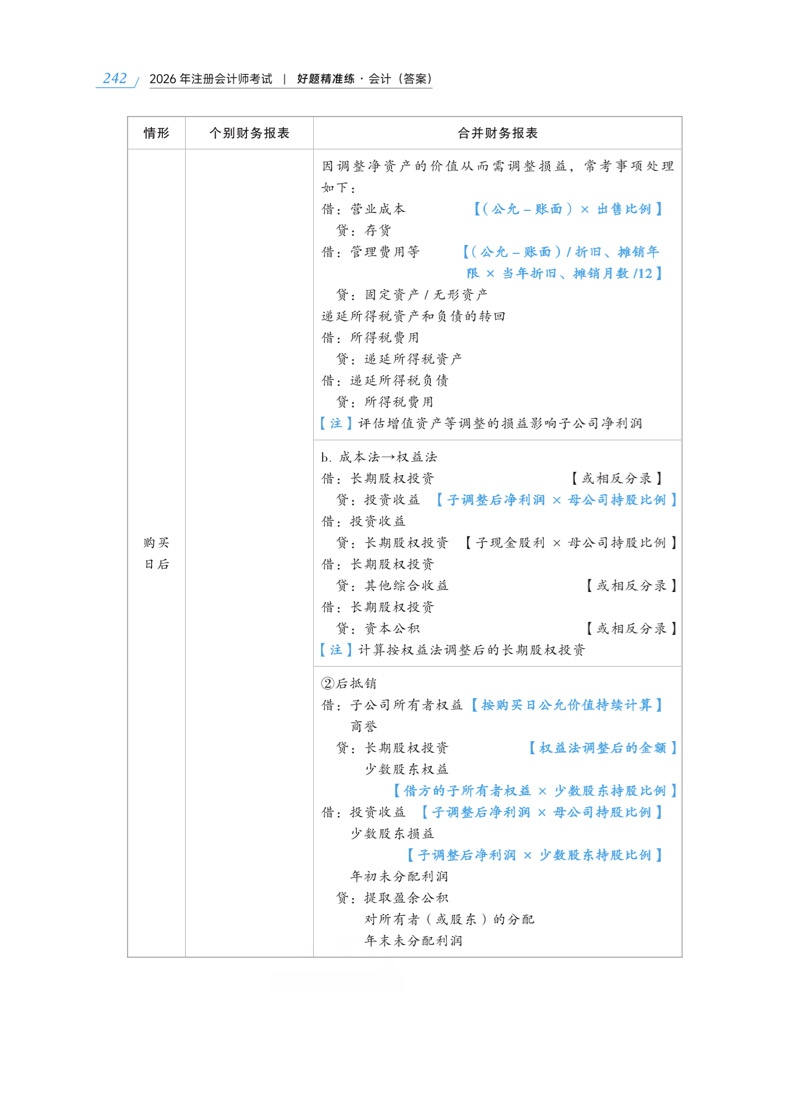 242 2026 年注册会计师考试 | 好题精准练·会计（答案）
情形 个别财务报表 合并财务报表
因调整净资产的价值从而需调整损益，常考事项处理
如下：
借：营业成本 【（公允－账面）× 出售比例】
贷：存货
借：管理费用等 【（公允－账面）/ 折旧、摊销年
限 × 当年折旧、摊销月数 /12】
贷：固定资产 / 无形资产
递延所得税资产和负债的转回
借：所得税费用
贷：递延所得税资产
借：递延所得税负债
贷：所得税费用
【注】评估增值资产等调整的损益影响子公司净利润
b. 成本法→权益法
借：长期股权投资 【或相反分录】
贷：投资收益 【子调整后净利润 × 母公司持股比例】
借：投资收益
贷：长期股权投资 【子现金股利 × 母公司持股比例】
借：长期股权投资
贷：其他综合收益 【或相反分录】
借：长期股权投资
贷：资本公积 【或相反分录】
【注】计算按权益法调整后的长期股权投资
购买
日后
②后抵销
借：子公司所有者权益【按购买日公允价值持续计算】
商誉
贷：长期股权投资 【权益法调整后的金额】
少数股东权益
【借方的子所有者权益 × 少数股东持股比例】
借：投资收益 【子调整后净利润 × 母公司持股比例】
少数股东损益
【子调整后净利润 × 少数股东持股比例】
年初未分配利润
贷：提取盈余公积
对所有者（或股东）的分配
年末未分配利润